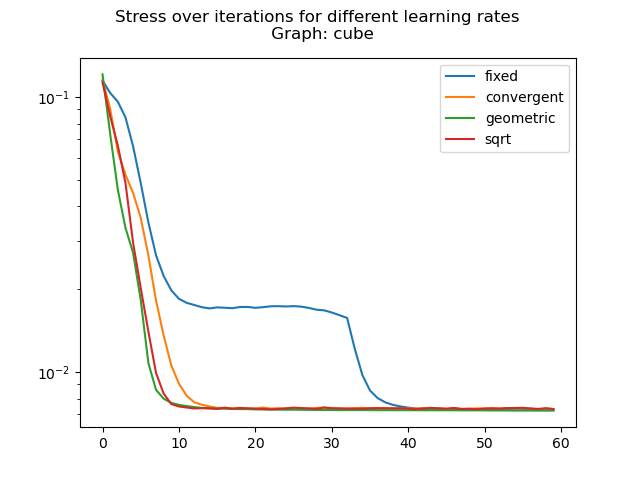 Stress over iterations for different learning rates
Graph: cube
fixed
convergent
geometric
sqrt
10⁻¹
10⁻²
0 10 20 30 40 50 60